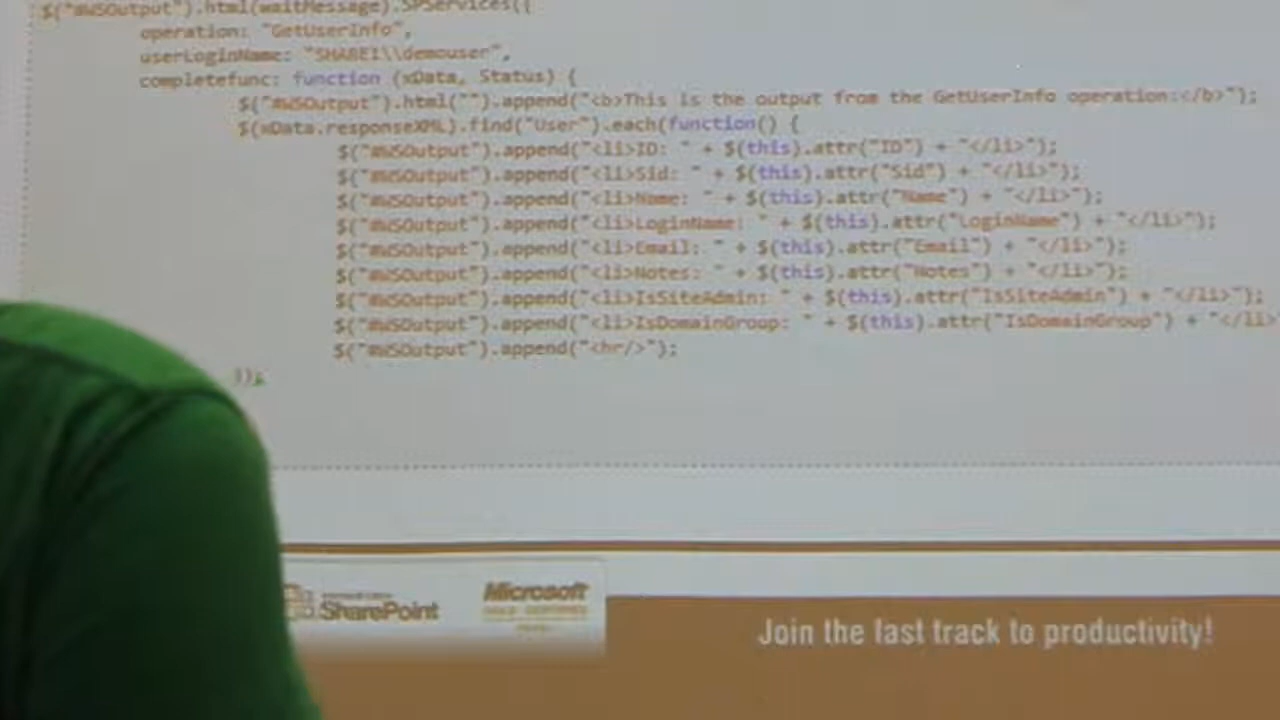 $("#WSOutput").html(waitMessage).SPServices({
operation: "GetUserInfo",
userLoginName: "SHARE1\\demouser",
completefunc: function (xData, Status) {
$("#WSOutput").html("").append("<b>This is the output from the GetUserInfo operation:</b>");
$(xData.responseXML).find("User").each(function() {
$("#WSOutput").append("<li>ID: " + $(this).attr("ID") + "</li>");
$("#WSOutput").append("<li>Sid: " + $(this).attr("Sid") + "</li>");
$("#WSOutput").append("<li>Name: " + $(this).attr("Name") + "</li>");
$("#WSOutput").append("<li>LoginName: " + $(this).attr("LoginName") + "</li>");
$("#WSOutput").append("<li>Email: " + $(this).attr("Email") + "</li>");
$("#WSOutput").append("<li>Notes: " + $(this).attr("Notes") + "</li>");
$("#WSOutput").append("<li>IsSiteAdmin: " + $(this).attr("IsSiteAdmin") + "</li>");
$("#WSOutput").append("<li>IsDomainGroup: " + $(this).attr("IsDomainGroup") + "</li>
$("#WSOutput").append("<hr/>");
});
SharePoint
Microsoft
Join the last track to productivity!